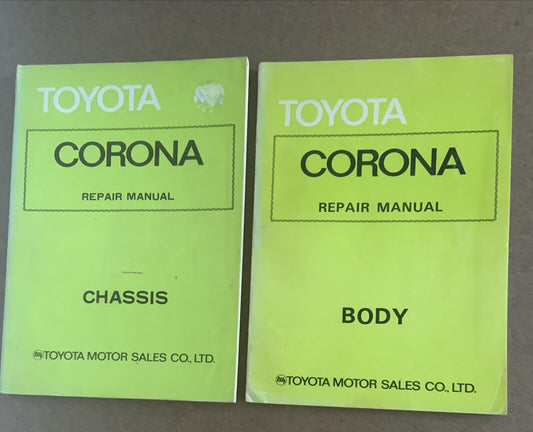 TOYOTA
CORONA
REPAIR MANUAL
CHASSIS
TOYOTA MOTOR SALES CO., LTD.
TOYOTA
CORONA
REPAIR MANUAL
BODY
TOYOTA MOTOR SALES CO., LTD.